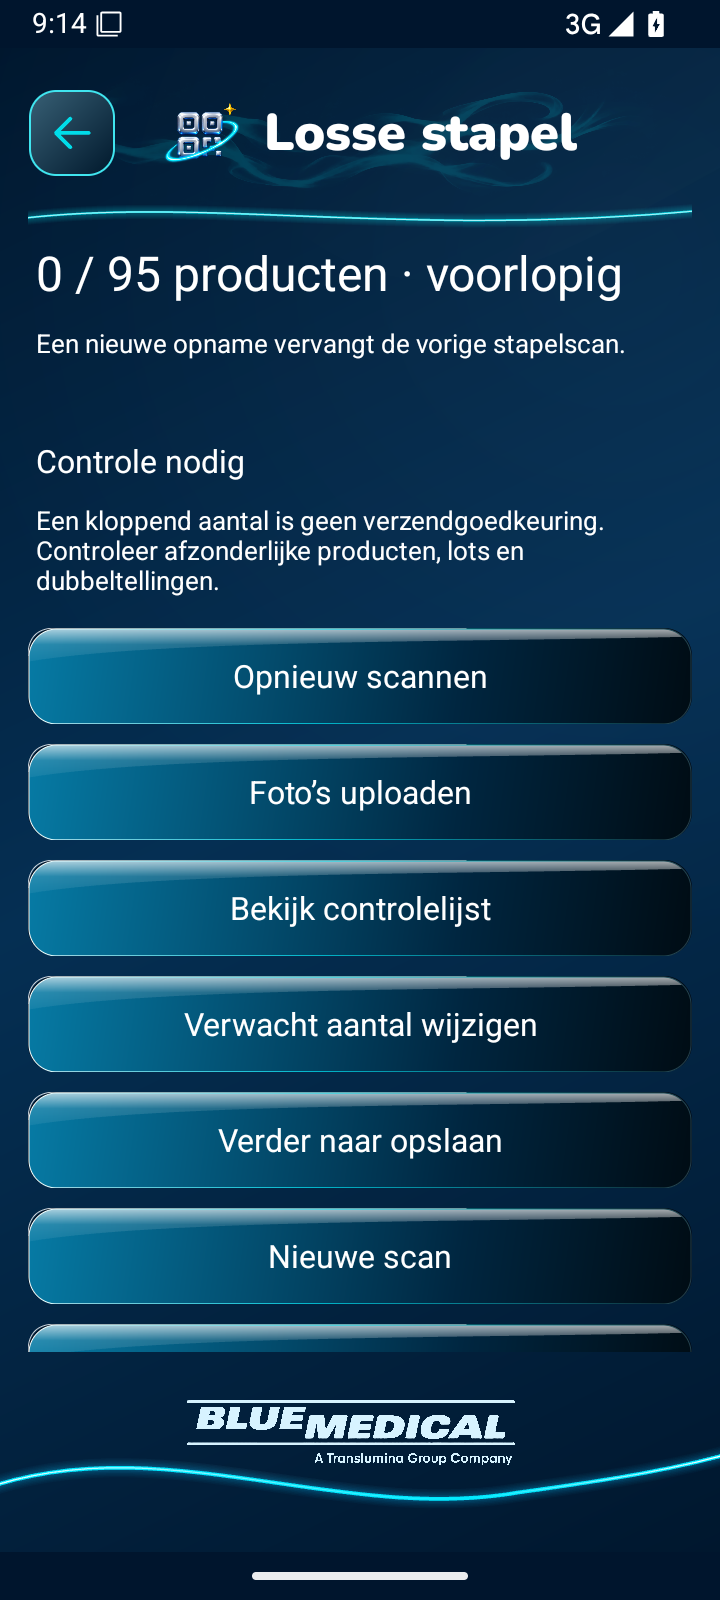 9:14
3G
Losse stapel
0 / 95 producten · voorlopig
Een nieuwe opname vervangt de vorige stapelscan.
Controle nodig
Een kloppend aantal is geen verzendgoedkeuring.
Controleer afzonderlijke producten, lots en
dubbeltellingen.
Opnieuw scannen
Foto’s uploaden
Bekijk controlelijst
Verwacht aantal wijzigen
Verder naar opslaan
Nieuwe scan
BLUEMEDICAL
A Translumina Group Company